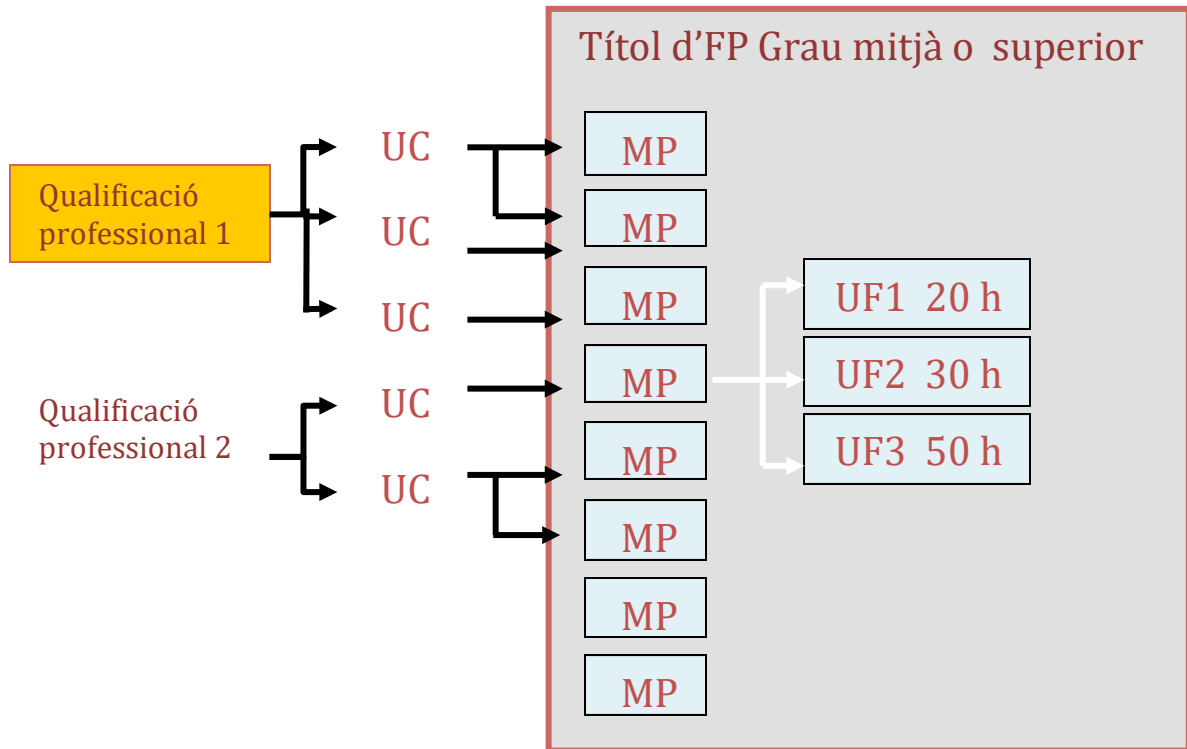 Títol d’FP Grau mitjà o superior
Qualificació
professional 1
UC
UC
UC
Qualificació
professional 2
UC
UC
MP
MP
MP
MP
MP
MP
MP
MP
UF1 20 h
UF2 30 h
UF3 50 h